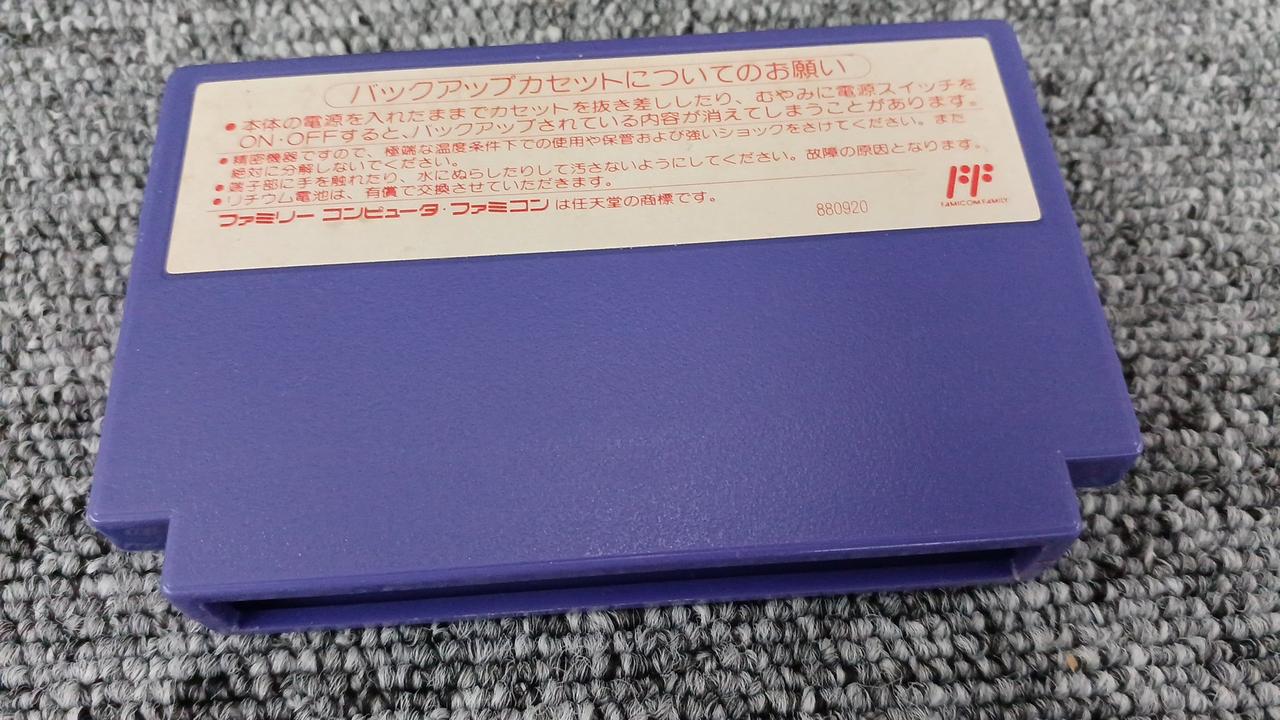 バックアップカセットについてのお願い
●本体の電源を入れたままでカセットを抜き差ししたり、むやみに電源スイッチを
ON・OFFすると、バックアップされている内容が消えてしまうことがあります。
●精密機器ですので、極端な温度条件下での使用や保管および強いショックをさけてください。また
絶対に分解しないでください。
●端子部に手を触れたり、水にぬらしたりして汚さないようにしてください。故障の原因となります。
●リチウム電池は、有償で交換させていただきます。
ファミリーコンピュータ・ファミコンは任天堂の商標です。
880920
FAMICOM FAMILY